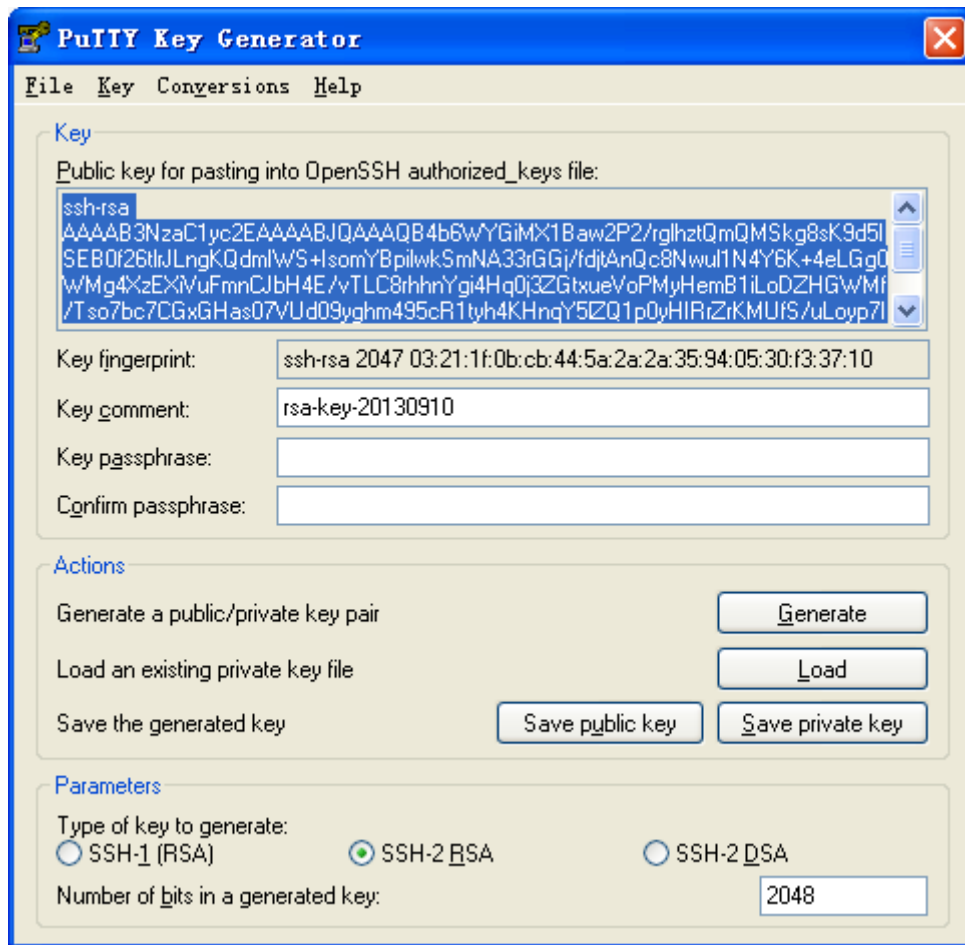 PuTTY Key Generator
File Key Conversions Help
Key
Public key for pasting into OpenSSH authorized_keys file:
ssh-rsa
AAAAB3NzaC1yc2EAAAABJQAAAQB4b6WYGiMX1Baw2P2/rglhztQmQMSkg8sK9d5l
SEB0f26tlrJLngKQdmlWS+IsomYBpilwkSmNA33rGGj/fdjtAnQc8Nwul1N4Y6K+4eLGg0
WMg4XzEXiVuFmnCJbH4E/vTLC8rhhnYgi4Hq0j3ZGtxueVoPMyHemB1iLoDZHGWMf
/Tso7bc7CGxGHas07VUd09yghm495cR1tyh4KHnqY5lZQ1p0yHIRrZrKMUfS/uLoyp7l
Key fingerprint: ssh-rsa 2047 03:21:1f:0b:cb:44:5a:2a:2a:35:94:05:30:f3:37:10
Key comment: rsa-key-20130910
Key passphrase:
Confirm passphrase:
Actions
Generate a public/private key pair Generate
Load an existing private key file Load
Save the generated key Save public key Save private key
Parameters
Type of key to generate:
SSH-1 (RSA) SSH-2 RSA SSH-2 DSA
Number of bits in a generated key: 2048